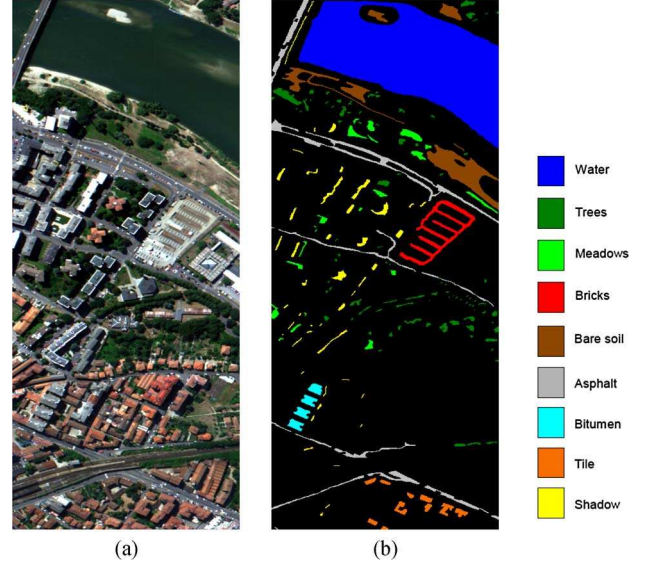 Water
Trees
Meadows
Bricks
Bare soil
Asphalt
Bitumen
Tile
Shadow
(a)
(b)